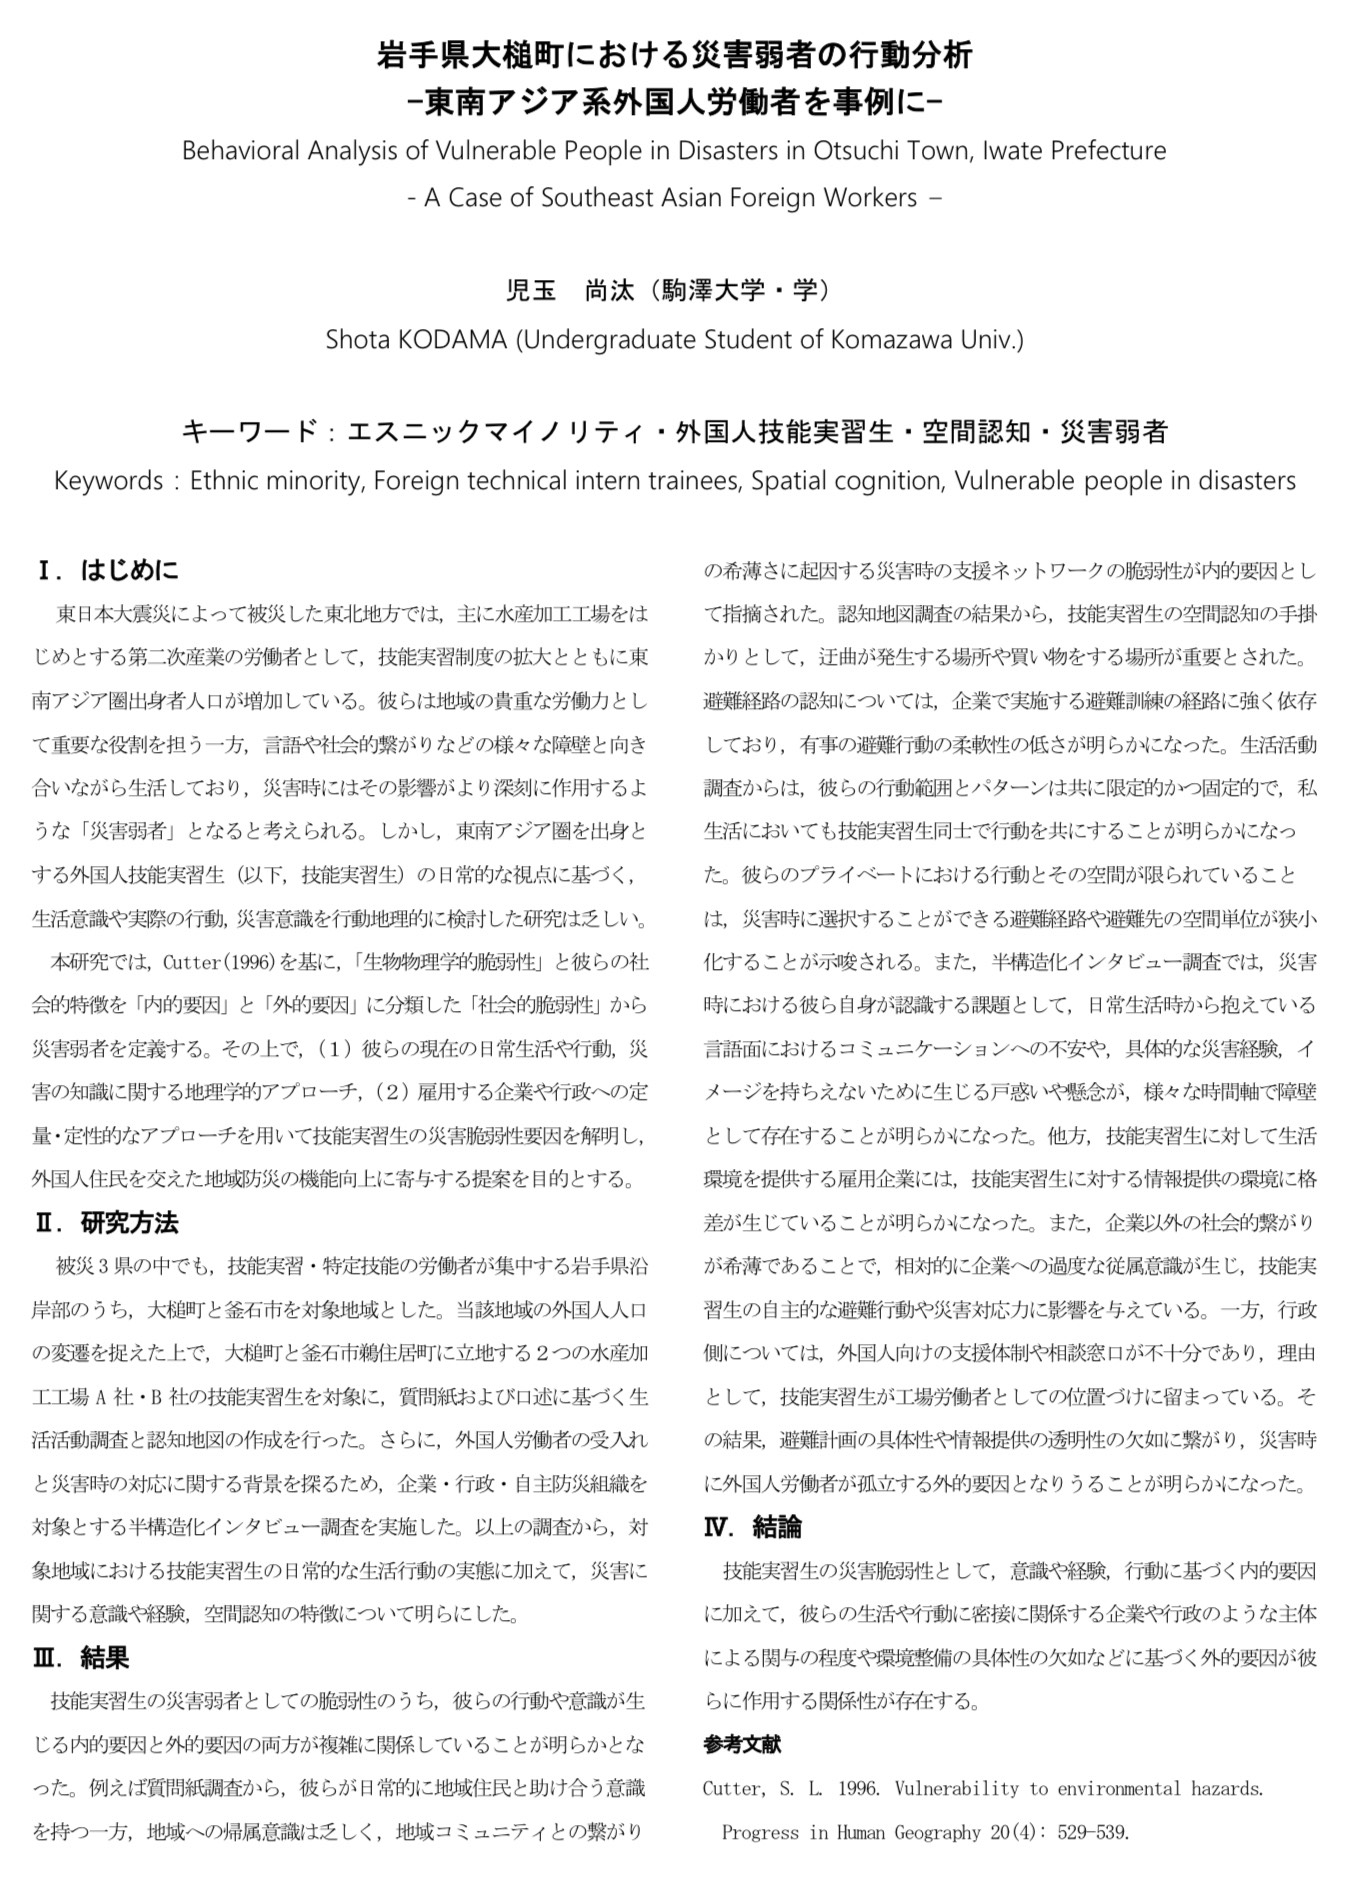 岩手県大槌町における災害弱者の行動分析
−東南アジア系外国人労働者を事例に−
Behavioral Analysis of Vulnerable People in Disasters in Otsuchi Town, Iwate Prefecture
- A Case of Southeast Asian Foreign Workers –
児玉　尚汰（駒澤大学・学）
Shota KODAMA (Undergraduate Student of Komazawa Univ.)
キーワード：エスニックマイノリティ・外国人技能実習生・空間認知・災害弱者
Keywords：Ethnic minority, Foreign technical intern trainees, Spatial cognition, Vulnerable people in disasters
Ⅰ．はじめに
東日本大震災によって被災した東北地方では，主に水産加工工場をは
じめとする第二次産業の労働者として，技能実習制度の拡大とともに東
南アジア圏出身者人口が増加している。彼らは地域の貴重な労働力とし
て重要な役割を担う一方，言語や社会的繋がりなどの様々な障壁と向き
合いながら生活しており，災害時にはその影響がより深刻に作用するよ
うな「災害弱者」となると考えられる。しかし，東南アジア圏を出身と
する外国人技能実習生（以下，技能実習生）の日常的な視点に基づく，
生活意識や実際の行動，災害意識を行動地理的に検討した研究は乏しい。
本研究では，Cutter(1996)を基に，「生物物理学的脆弱性」と彼らの社
会的特徴を「内的要因」と「外的要因」に分類した「社会的脆弱性」から
災害弱者を定義する。その上で，（1）彼らの現在の日常生活や行動，災
害の知識に関する地理学的アプローチ，（2）雇用する企業や行政への定
量・定性的なアプローチを用いて技能実習生の災害脆弱性要因を解明し，
外国人住民を交えた地域防災の機能向上に寄与する提案を目的とする。
Ⅱ．研究方法
被災3県の中でも，技能実習・特定技能の労働者が集中する岩手県沿
岸部のうち，大槌町と釜石市を対象地域とした。当該地域の外国人人口
の変遷を捉えた上で，大槌町と釜石市鵜住居町に立地する2つの水産加
工工場 A 社・B 社の技能実習生を対象に，質問紙および口述に基づく生
活活動調査と認知地図の作成を行った。さらに，外国人労働者の受入れ
と災害時の対応に関する背景を探るため，企業・行政・自主防災組織を
対象とする半構造化インタビュー調査を実施した。以上の調査から，対
象地域における技能実習生の日常的な生活行動の実態に加えて，災害に
関する意識や経験，空間認知の特徴について明らにした。
Ⅲ．結果
技能実習生の災害弱者としての脆弱性のうち，彼らの行動や意識が生
じる内的要因と外的要因の両方が複雑に関係していることが明らかとな
った。例えば質問紙調査から，彼らが日常的に地域住民と助け合う意識
を持つ一方，地域への帰属意識は乏しく，地域コミュニティとの繋がり
の希薄さに起因する災害時の支援ネットワークの脆弱性が内的要因とし
て指摘された。認知地図調査の結果から，技能実習生の空間認知の手掛
かりとして，迂曲が発生する場所や買い物をする場所が重要とされた。
避難経路の認知については，企業で実施する避難訓練の経路に強く依存
しており，有事の避難行動の柔軟性の低さが明らかになった。生活活動
調査からは，彼らの行動範囲とパターンは共に限定的かつ固定的で，私
生活においても技能実習生同士で行動を共にすることが明らかになっ
た。彼らのプライベートにおける行動とその空間が限られていること
は，災害時に選択することができる避難経路や避難先の空間単位が狭小
化することが示唆される。また，半構造化インタビュー調査では，災害
時における彼ら自身が認識する課題として，日常生活時から抱えている
言語面におけるコミュニケーションへの不安や，具体的な災害経験，イ
メージを持ちえないために生じる戸惑いや懸念が，様々な時間軸で障壁
として存在することが明らかになった。他方，技能実習生に対して生活
環境を提供する雇用企業には，技能実習生に対する情報提供の環境に格
差が生じていることが明らかになった。また，企業以外の社会的繋がり
が希薄であることで，相対的に企業への過度な従属意識が生じ，技能実
習生の自主的な避難行動や災害対応力に影響を与えている。一方，行政
側については，外国人向けの支援体制や相談窓口が不十分であり，理由
として，技能実習生が工場労働者としての位置づけに留まっている。そ
の結果，避難計画の具体性や情報提供の透明性の欠如に繋がり，災害時
に外国人労働者が孤立する外的要因となりうることが明らかになった。
Ⅳ．結論
技能実習生の災害脆弱性として，意識や経験，行動に基づく内的要因
に加えて，彼らの生活や行動に密接に関係する企業や行政のような主体
による関与の程度や環境整備の具体性の欠如などに基づく外的要因が彼
らに作用する関係性が存在する。
参考文献
Cutter, S. L. 1996. Vulnerability to environmental hazards.
Progress in Human Geography 20(4): 529-539.